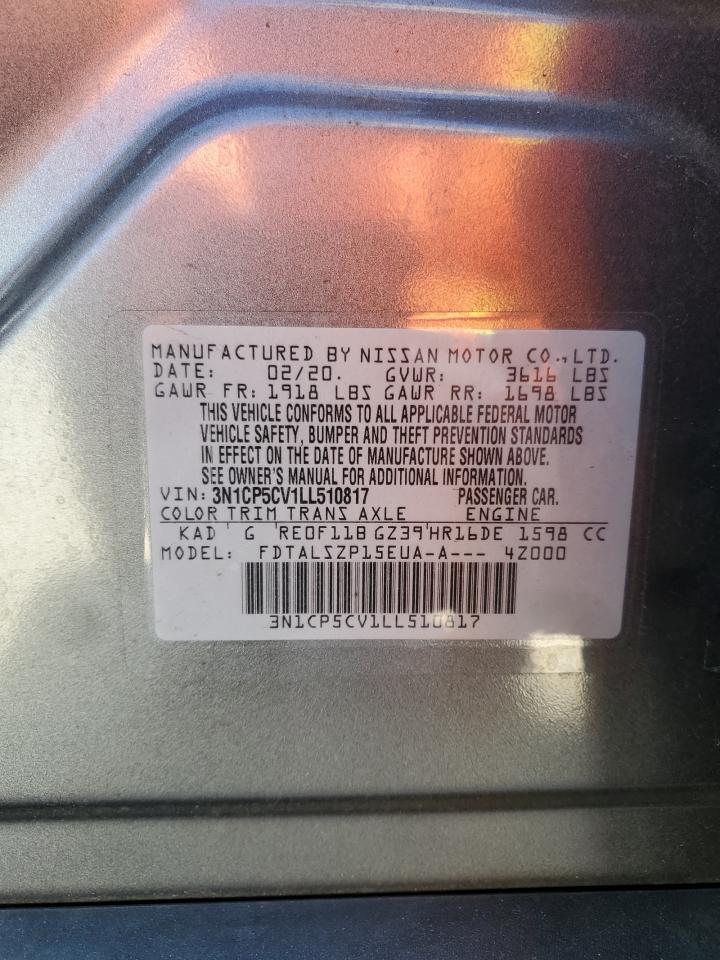 MANUFACTURED BY NISSAN MOTOR CO.,LTD.
DATE: 02/20. GVWR: 3616 LBS
GAWR FR: 1918 LBS GAWR RR: 1698 LBS
THIS VEHICLE CONFORMS TO ALL APPLICABLE FEDERAL MOTOR
VEHICLE SAFETY, BUMPER AND THEFT PREVENTION STANDARDS
IN EFFECT ON THE DATE OF MANUFACTURE SHOWN ABOVE.
SEE OWNER'S MANUAL FOR ADDITIONAL INFORMATION.
VIN: 3N1CP5CV1LL510817 PASSENGER CAR.
COLOR TRIM TRANS AXLE ENGINE
KAD G RE0F11B GZ39 HR16DE 1598 CC
MODEL: FDTALSZP15EUA-A--- 4Z000
3N1CP5CV1LL510817